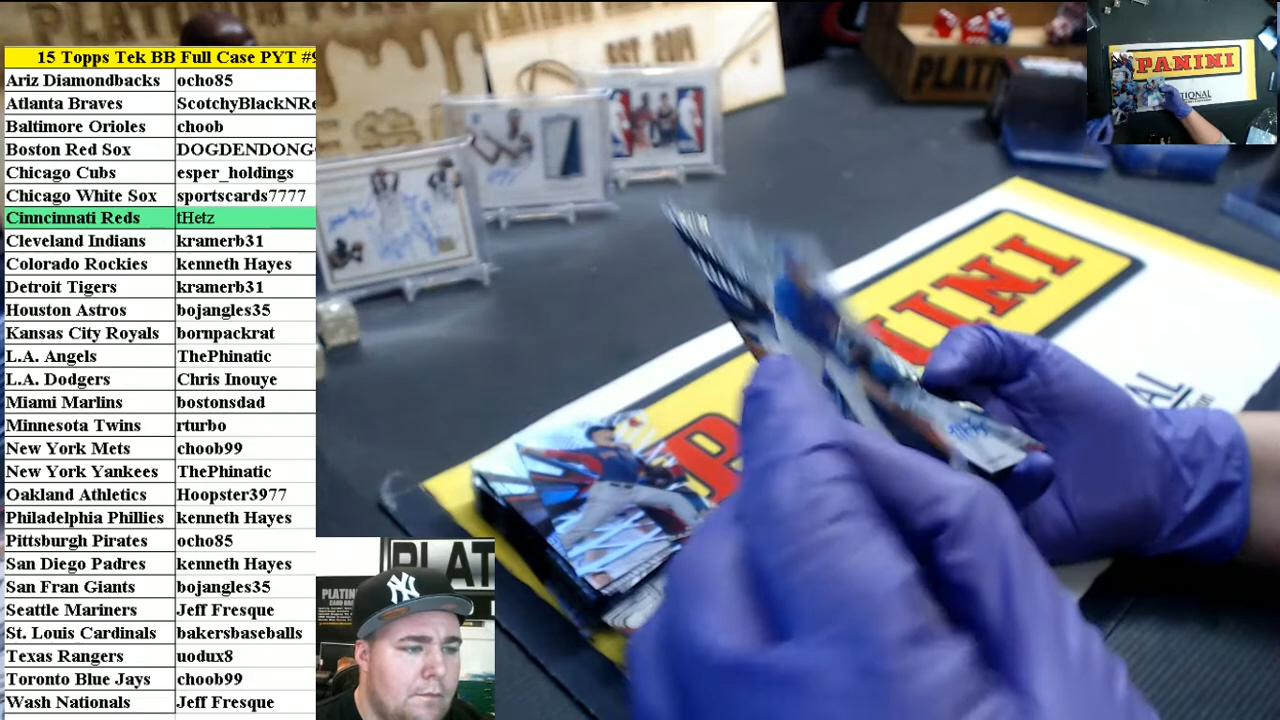 15 Topps Tek BB Full Case PYT #9
Ariz Diamondbacks ocho85
Atlanta Braves ScotchyBlackNRe
Baltimore Orioles choob
Boston Red Sox DOGDENDONG
Chicago Cubs esper_holdings
Chicago White Sox sportscards7777
Cinncinnati Reds tHetz
Cleveland Indians kramerb31
Colorado Rockies kenneth Hayes
Detroit Tigers kramerb31
Houston Astros bojangles35
Kansas City Royals bornpackrat
L.A. Angels ThePhinatic
L.A. Dodgers Chris Inouye
Miami Marlins bostonsdad
Minnesota Twins rturbo
New York Mets choob99
New York Yankees ThePhinatic
Oakland Athletics Hoopster3977
Philadelphia Phillies kenneth Hayes
Pittsburgh Pirates ocho85
San Diego Padres kenneth Hayes
San Fran Giants bojangles35
Seattle Mariners Jeff Fresque
St. Louis Cardinals bakersbaseballs
Texas Rangers uodux8
Toronto Blue Jays choob99
Wash Nationals Jeff Fresque
PANINI
PLAT
NY